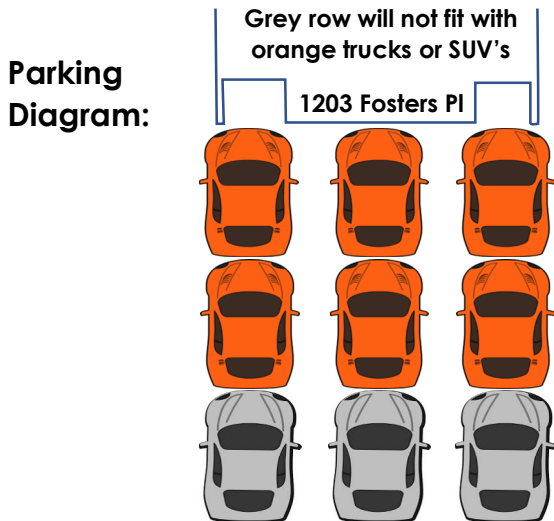 Grey row will not fit with
orange trucks or SUV's
Parking
Diagram:
1203 Fosters Pl